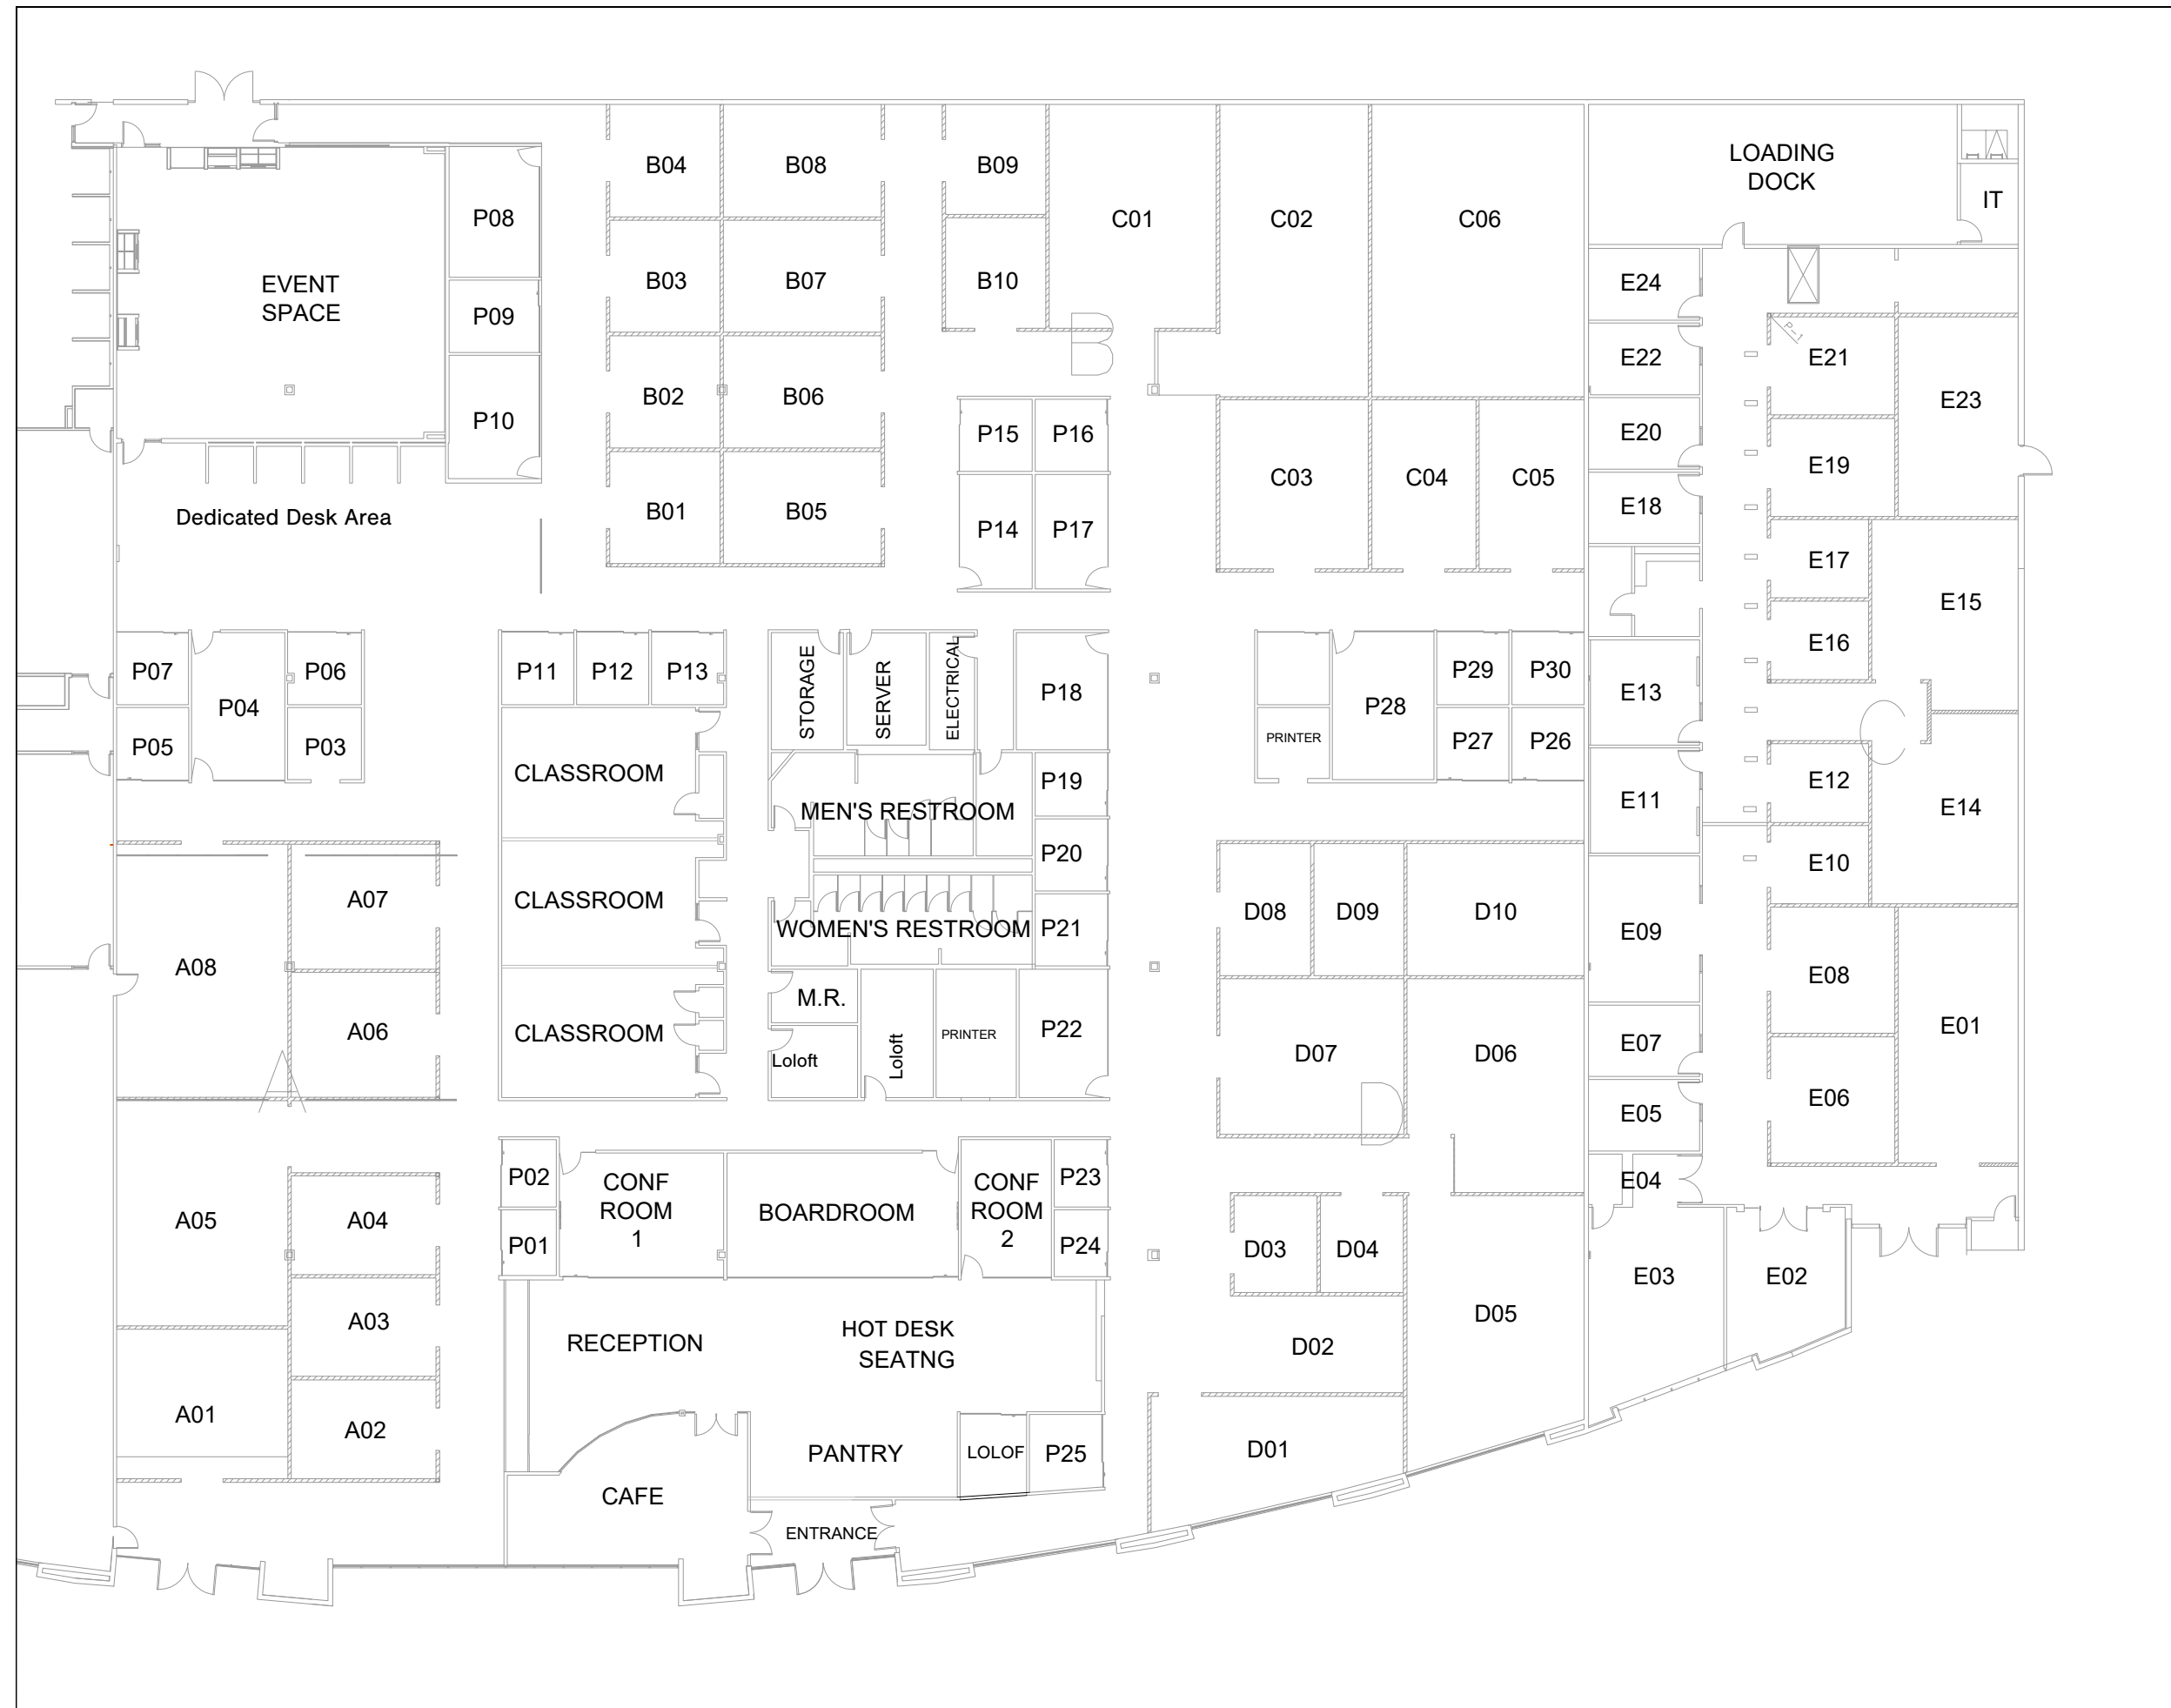 LOADING
DOCK
IT
B04
B08
B09
P08
C01
C02
C06
EVENT
SPACE
B03
B07
B10
E24
P09
B
E22
P-1
E21
B02
B06
E23
P10
P15
P16
E20
C03
C04
C05
E19
Dedicated Desk Area
B01
B05
P14
P17
E18
E17
E15
E16
P07
P06
P11
P12
P13
STORAGE
SERVER
ELECTRICAL
P18
P29
P30
E13
P04
P28
P05
P03
PRINTER
P27
P26
C
CLASSROOM
P19
E12
E11
E14
MEN'S RESTROOM
P20
E10
A07
CLASSROOM
D08
D09
D10
WOMEN'S RESTROOM
P21
E09
A08
E08
M.R.
A06
CLASSROOM
Loloft
Loloft
PRINTER
P22
D07
D06
E07
E01
A
D
E05
E06
P02
CONF
ROOM
1
BOARDROOM
CONF
ROOM
2
P23
E04
A05
A04
P01
P24
D03
D04
E03
E02
A03
RECEPTION
HOT DESK
SEATNG
D02
D05
A01
A02
PANTRY
LOLOF
P25
D01
CAFE
ENTRANCE